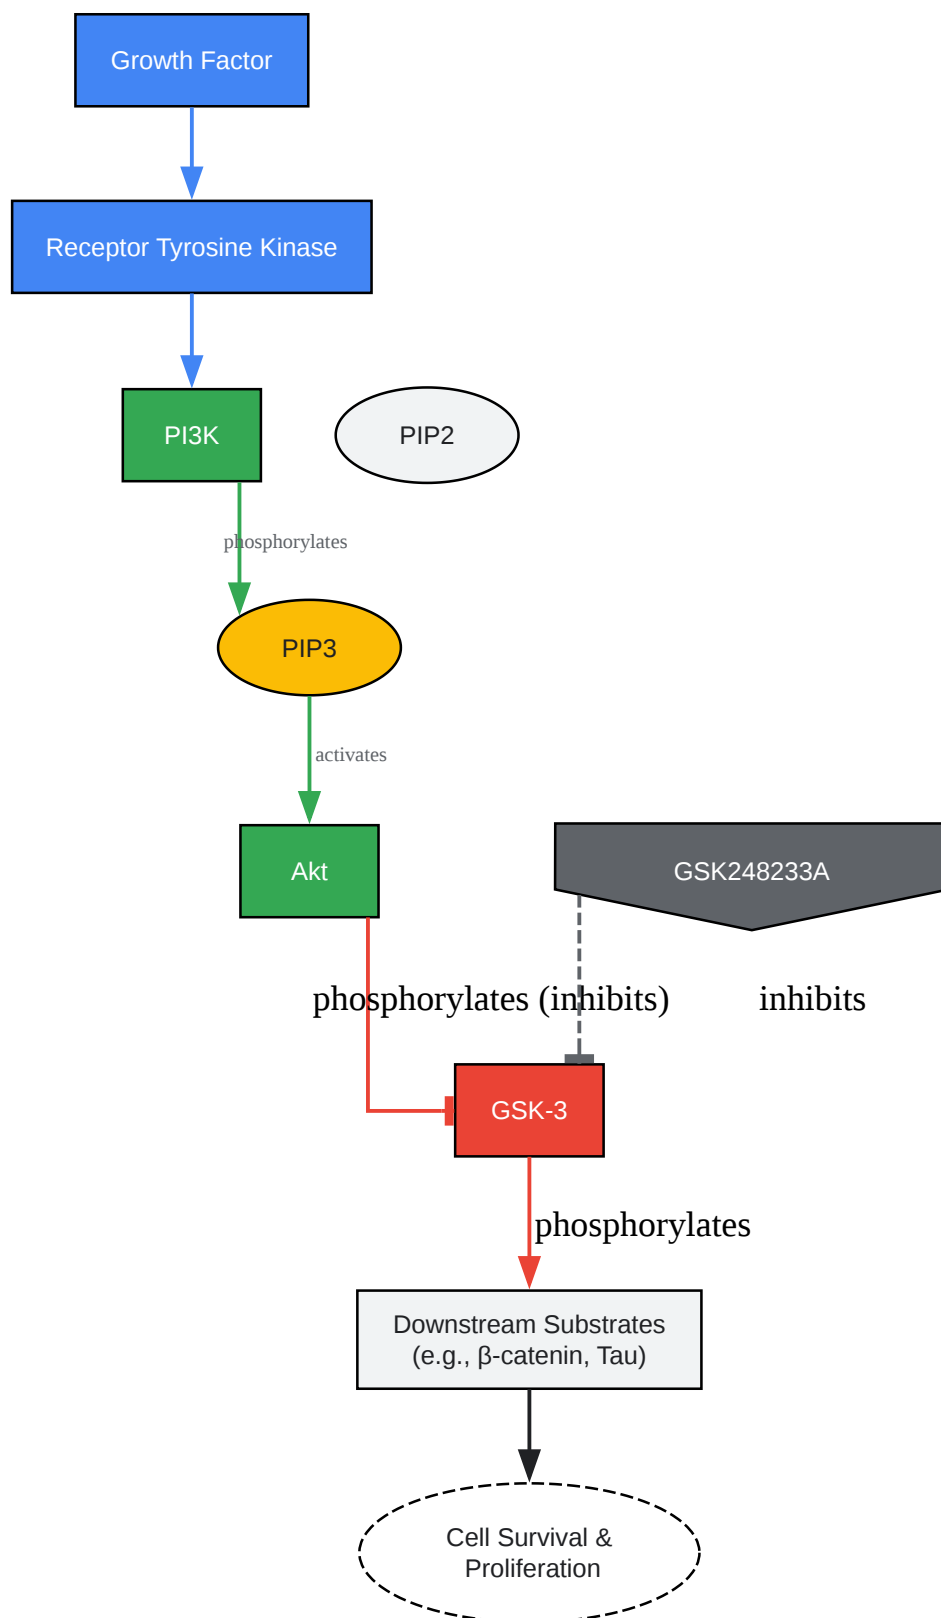 Growth Factor
Receptor Tyrosine Kinase
PI3K
PIP2
phosphorylates
PIP3
activates
Akt
GSK248233A
phosphorylates (inhibits)
inhibits
GSK-3
phosphorylates
Downstream Substrates
(e.g., β-catenin, Tau)
Cell Survival &
Proliferation